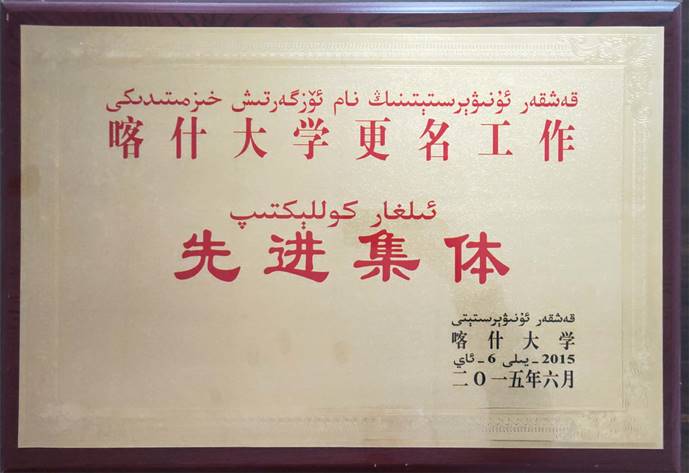 قەشقەر ئۇنىۋېرسىتېتىنىڭ نام ئۆزگەرتىش خىزمىتىدىكى
喀什大学更名工作
ئىلغار كوللېكتىپ
先进集体
قەشقەر ئۇنىۋېرسىتېتى
喀什大学
2015 - يىلى 6 - ئاي
二〇一五年六月